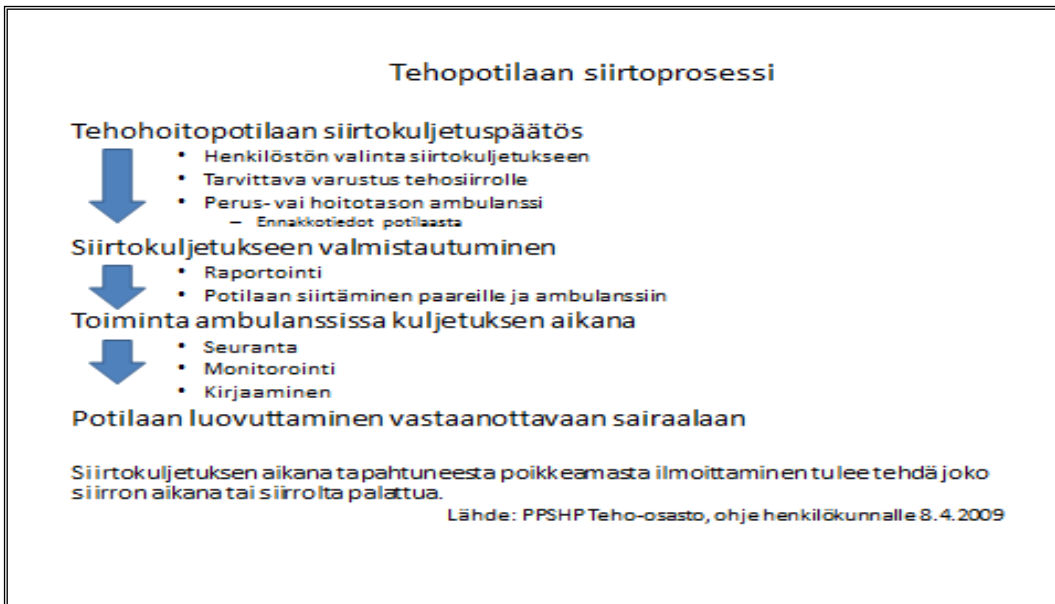 Tehopotilaan siirtoprosessi
Tehohoitopotilaan siirtokuljetuspäätös
• Henkilöstön valinta siirtokuljetukseen
• Tarvittava varustus tehosiirrolle
• Perus- vai hoitotason ambulanssi
– Ennakkotiedot potilaasta
Siirtokuljetukseen valmistautuminen
• Raportointi
• Potilaan siirtäminen paareille ja ambulanssiin
Toiminta ambulanssissa kuljetuksen aikana
• Seuranta
• Monitorointi
• Kirjaaminen
Potilaan luovuttaminen vastaanottavaan sairaalaan
Siirtokuljetuksen aikana tapahtuneesta poikkeamasta ilmoittaminen tulee tehdä joko
siirron aikana tai siirrolta palattua.
Lähde: PPSHP Teho-osasto, ohje henkilökunnalle 8.4.2009